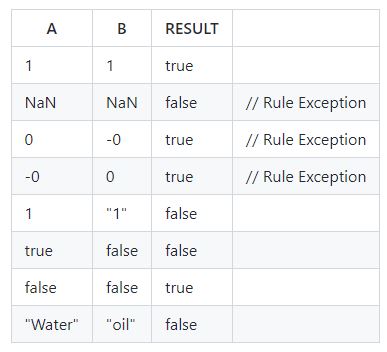 A B RESULT
1 1 true
NaN NaN false // Rule Exception
0 -0 true // Rule Exception
-0 0 true // Rule Exception
1 "1" false
true false false
false false true
"Water" "oil" false